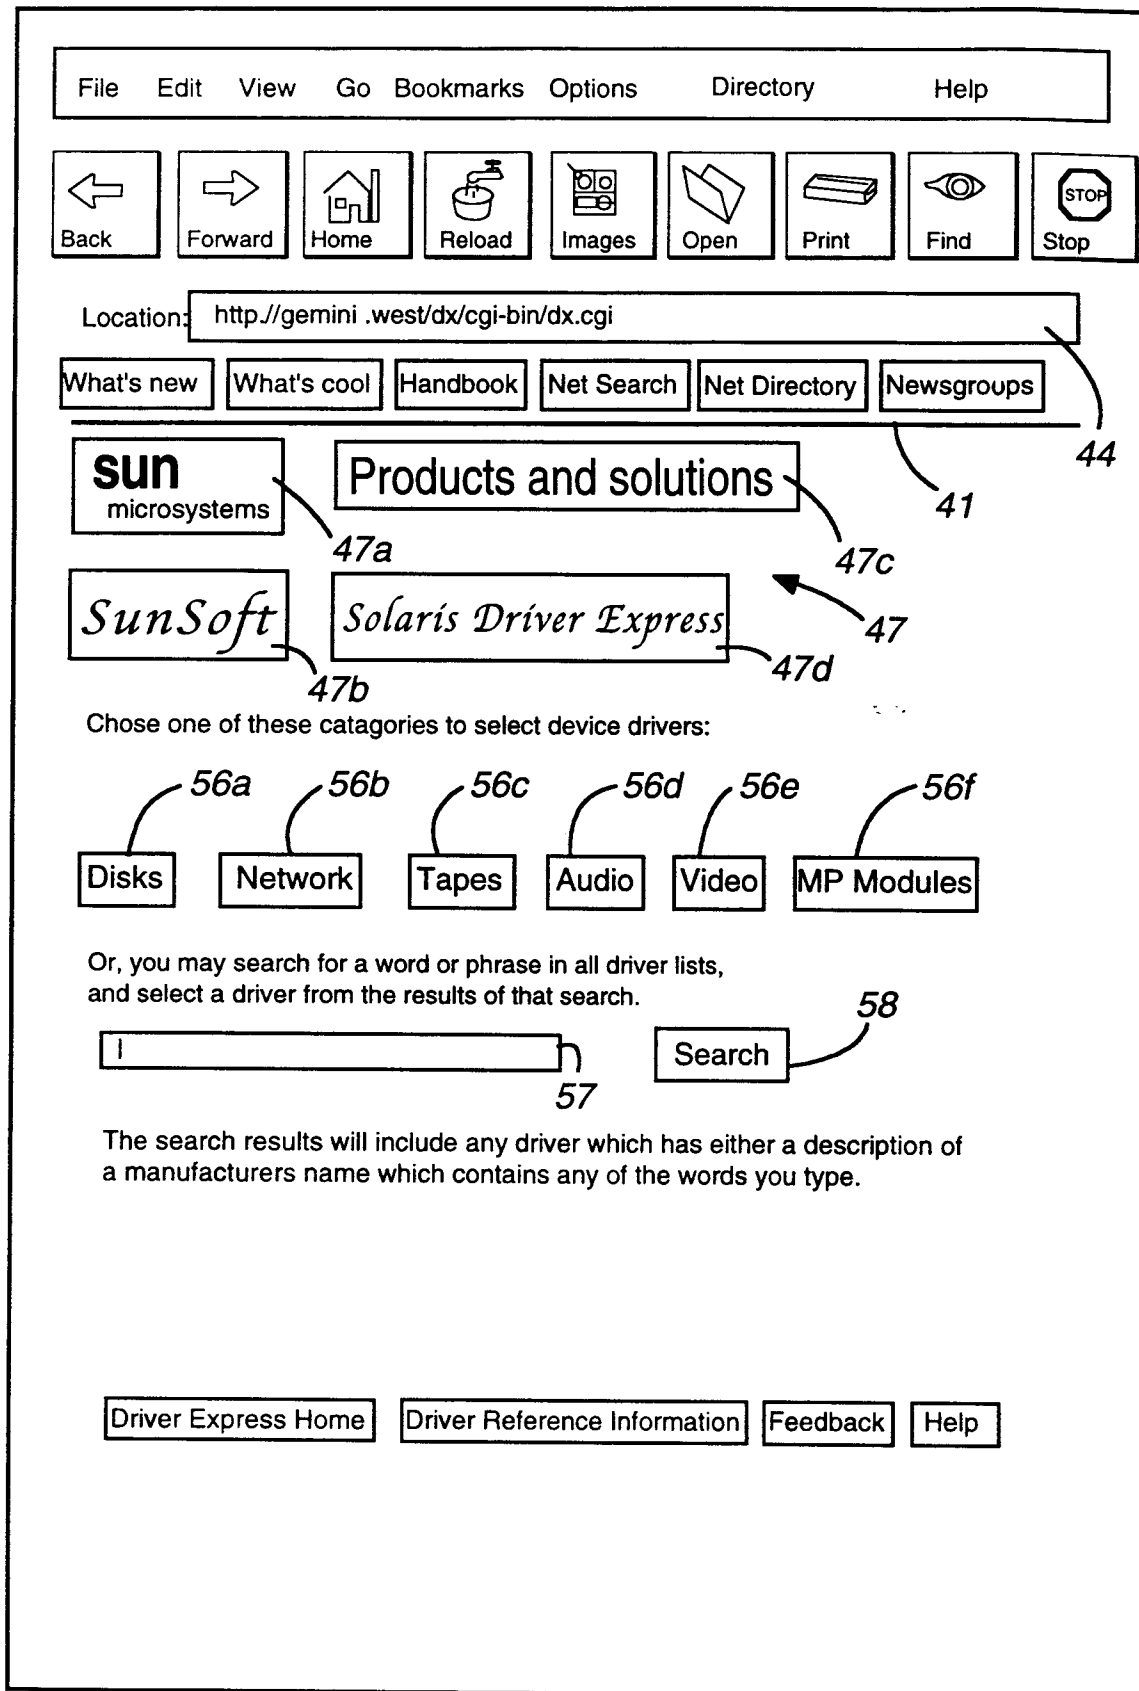 File Edit View Go Bookmarks Options Directory Help
Back Forward Home Reload Images Open Print Find STOP Stop
Location: http.//gemini .west/dx/cgi-bin/dx.cgi
What's new What's cool Handbook Net Search Net Directory Newsgroups
44
41
sun
microsystems
Products and solutions
47a
47c
47
SunSoft
Solaris Driver Express
47b
47d
Chose one of these catagories to select device drivers:
56a 56b 56c 56d 56e 56f
Disks Network Tapes Audio Video MP Modules
Or, you may search for a word or phrase in all driver lists,
and select a driver from the results of that search.
58
Search
57
The search results will include any driver which has either a description of
a manufacturers name which contains any of the words you type.
Driver Express Home Driver Reference Information Feedback Help